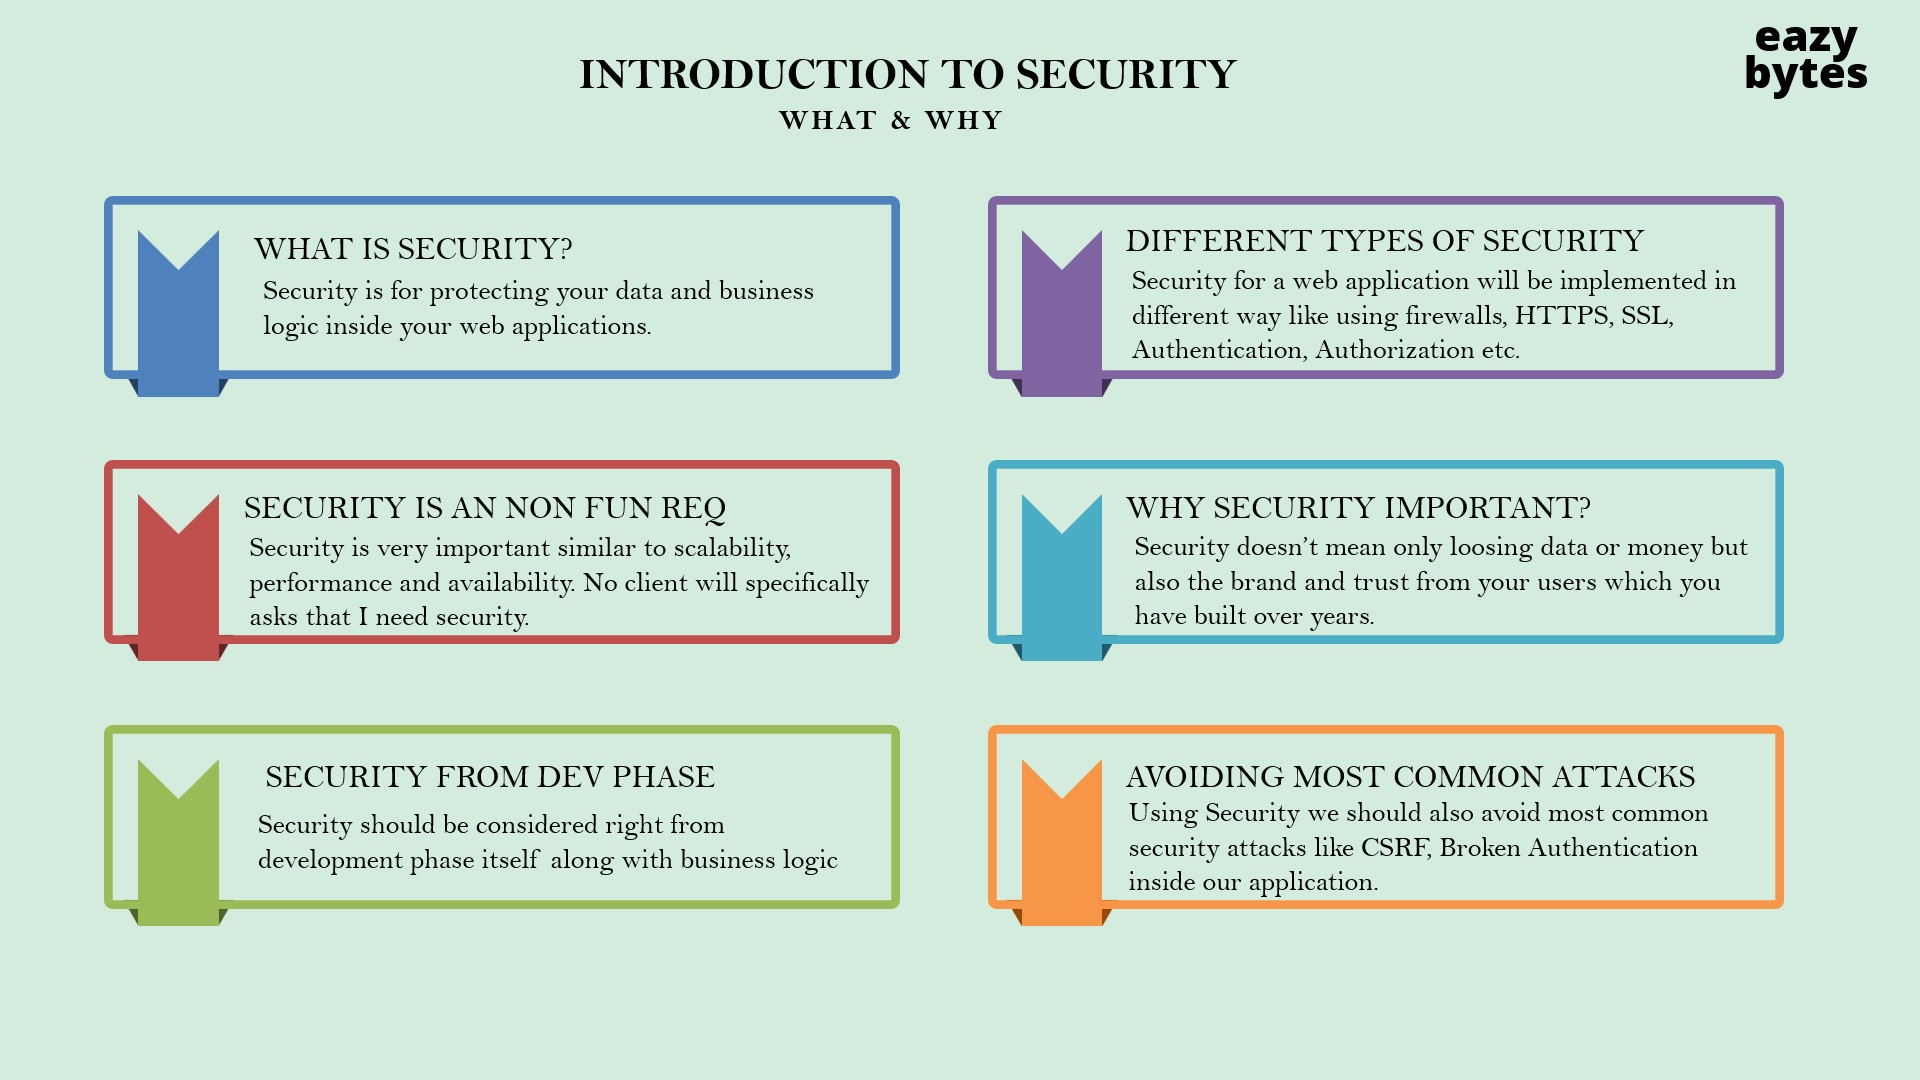 eazy
bytes
INTRODUCTION TO SECURITY
WHAT & WHY
WHAT IS SECURITY?
Security is for protecting your data and business
logic inside your web applications.
DIFFERENT TYPES OF SECURITY
Security for a web application will be implemented in
different way like using firewalls, HTTPS, SSL,
Authentication, Authorization etc.
SECURITY IS AN NON FUN REQ
Security is very important similar to scalability,
performance and availability. No client will specifically
asks that I need security.
WHY SECURITY IMPORTANT?
Security doesn’t mean only loosing data or money but
also the brand and trust from your users which you
have built over years.
SECURITY FROM DEV PHASE
Security should be considered right from
development phase itself along with business logic
AVOIDING MOST COMMON ATTACKS
Using Security we should also avoid most common
security attacks like CSRF, Broken Authentication
inside our application.